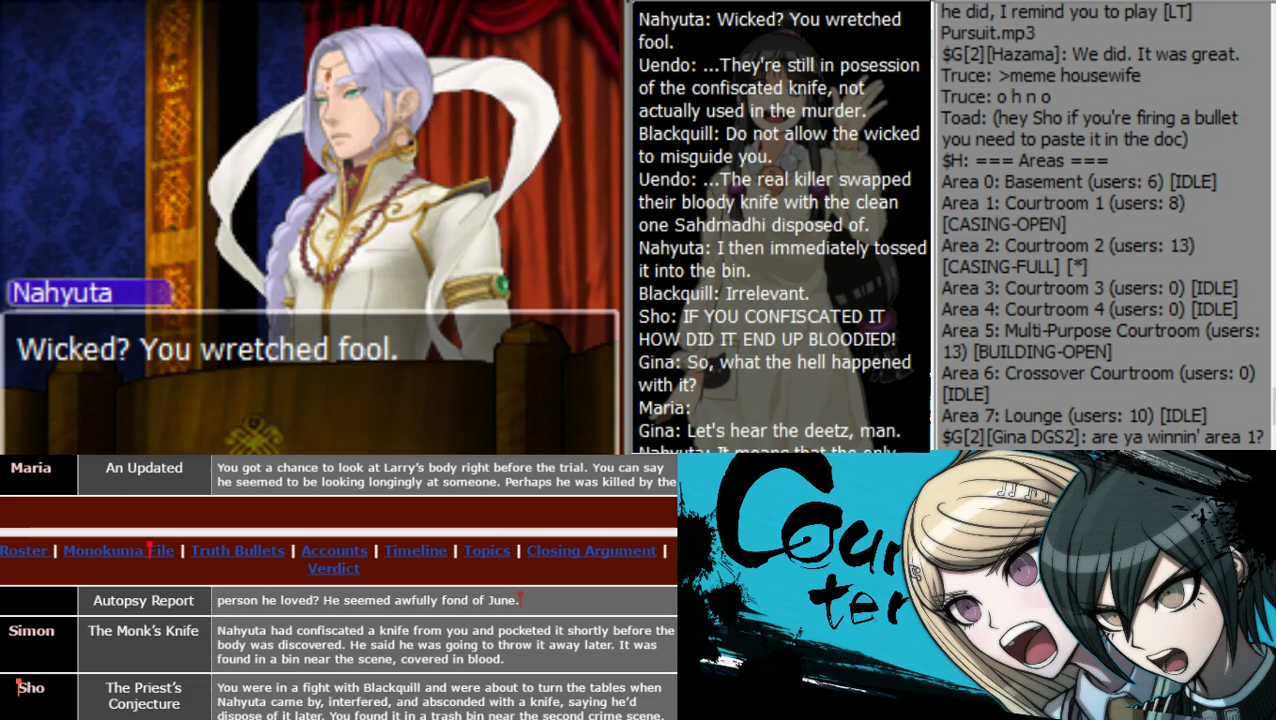 Nahyuta
Wicked? You wretched fool.
Nahyuta: Wicked? You wretched
fool.
Uendo: ...They're still in posession
of the confiscated knife, not
actually used in the murder.
Blackquill: Do not allow the wicked
to misguide you.
Uendo: ...The real killer swapped
their bloody knife with the clean
one Sahdmadhi disposed of.
Nahyuta: I then immediately tossed
it into the bin.
Blackquill: Irrelevant.
Sho: IF YOU CONFISCATED IT
HOW DID IT END UP BLOODIED!
Gina: So, what the hell happened
with it?
Maria:
Gina: Let's hear the deetz, man.
Nahyuta: It means that the only
he did, I remind you to play [LT]
Pursuit.mp3
$G[2][Hazama]: We did. It was great.
Truce: >meme housewife
Truce: o h n o
Toad: (hey Sho if you're firing a bullet
you need to paste it in the doc)
$H: === Areas ===
Area 0: Basement (users: 6) [IDLE]
Area 1: Courtroom 1 (users: 8)
[CASING-OPEN]
Area 2: Courtroom 2 (users: 13)
[CASING-FULL] [*]
Area 3: Courtroom 3 (users: 0) [IDLE]
Area 4: Courtroom 4 (users: 0) [IDLE]
Area 5: Multi-Purpose Courtroom (users:
13) [BUILDING-OPEN]
Area 6: Crossover Courtroom (users: 0)
[IDLE]
Area 7: Lounge (users: 10) [IDLE]
$G[2][Gina DGS2]: are ya winnin' area 1?
Maria
An Updated
You got a chance to look at Larry's body right before the trial. You can say
he seemed to be looking longingly at someone. Perhaps he was killed by the
Roster | Monokuma File | Truth Bullets | Accounts | Timeline | Topics | Closing Argument |
Verdict
Autopsy Report
person he loved? He seemed awfully fond of June.
Simon
The Monk's Knife
Nahyuta had confiscated a knife from you and pocketed it shortly before the
body was discovered. He said he was going to throw it away later. It was
found in a bin near the scene, covered in blood.
Sho
The Priest's
Conjecture
You were in a fight with Blackquill and were about to turn the tables when
Nahyuta came by, interfered, and absconded with a knife, saying he'd
dispose of it later. You found it in a trash bin near the second crime scene.
Coun
ter